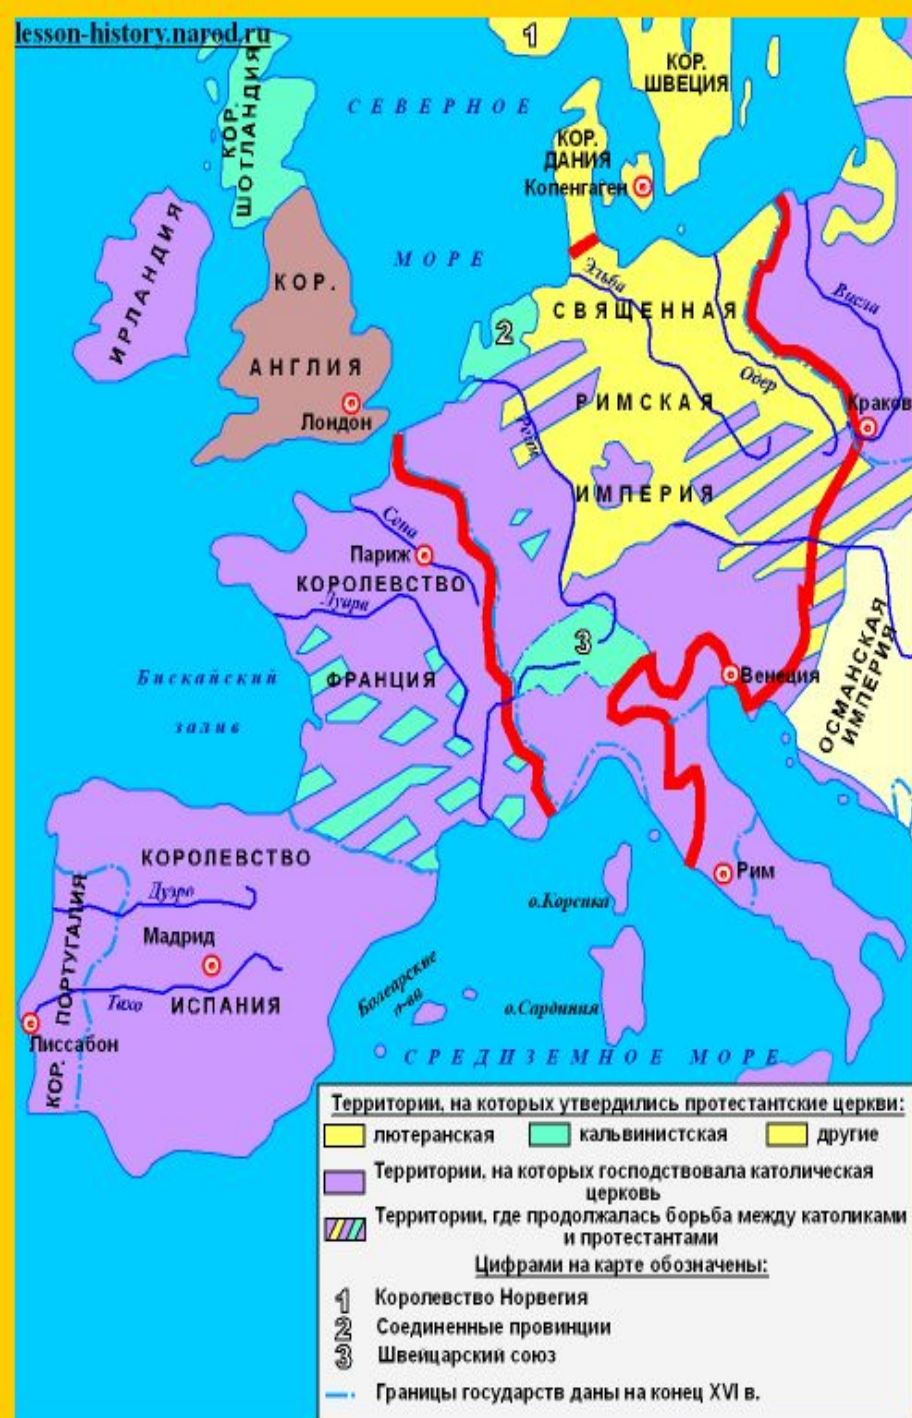 lesson-history.narod.ru
1
КОР.
ШВЕЦИЯ
КОР.
ШОТЛАНДИЯ
СЕВЕРНОЕ
КОР.
ДАНИЯ
Копенгаген
ИРЛАНДИЯ
МОРЕ
Эльба
КОР.
АНГЛИЯ
Лондон
2
СВЯЩЕННАЯ
Висла
Одер
РИМСКАЯ
Краков
Рейн
ИМПЕРИЯ
Сена
Париж
КОРОЛЕВСТВО
Луара
ФРАНЦИЯ
3
Венеция
ОСМАНСКАЯ
ИМПЕРИЯ
Бискайский
залив
КОРОЛЕВСТВО
Дуэро
Мадрид
ИСПАНИЯ
КОР. ПОРТУГАЛИЯ
Тахо
Лиссабон
Рим
о.Корсика
Болеарские
о-ва
о.Сардиния
СРЕДИЗЕМНОЕ МОРЕ
Территории, на которых утвердились протестантские церкви:
лютеранская кальвинистская другие
Территории, на которых господствовала католическая
церковь
Территории, где продолжалась борьба между католиками
и протестантами
Цифрами на карте обозначены:
1 Королевство Норвегия
2 Соединенные провинции
3 Швейцарский союз
Границы государств даны на конец XVI в.